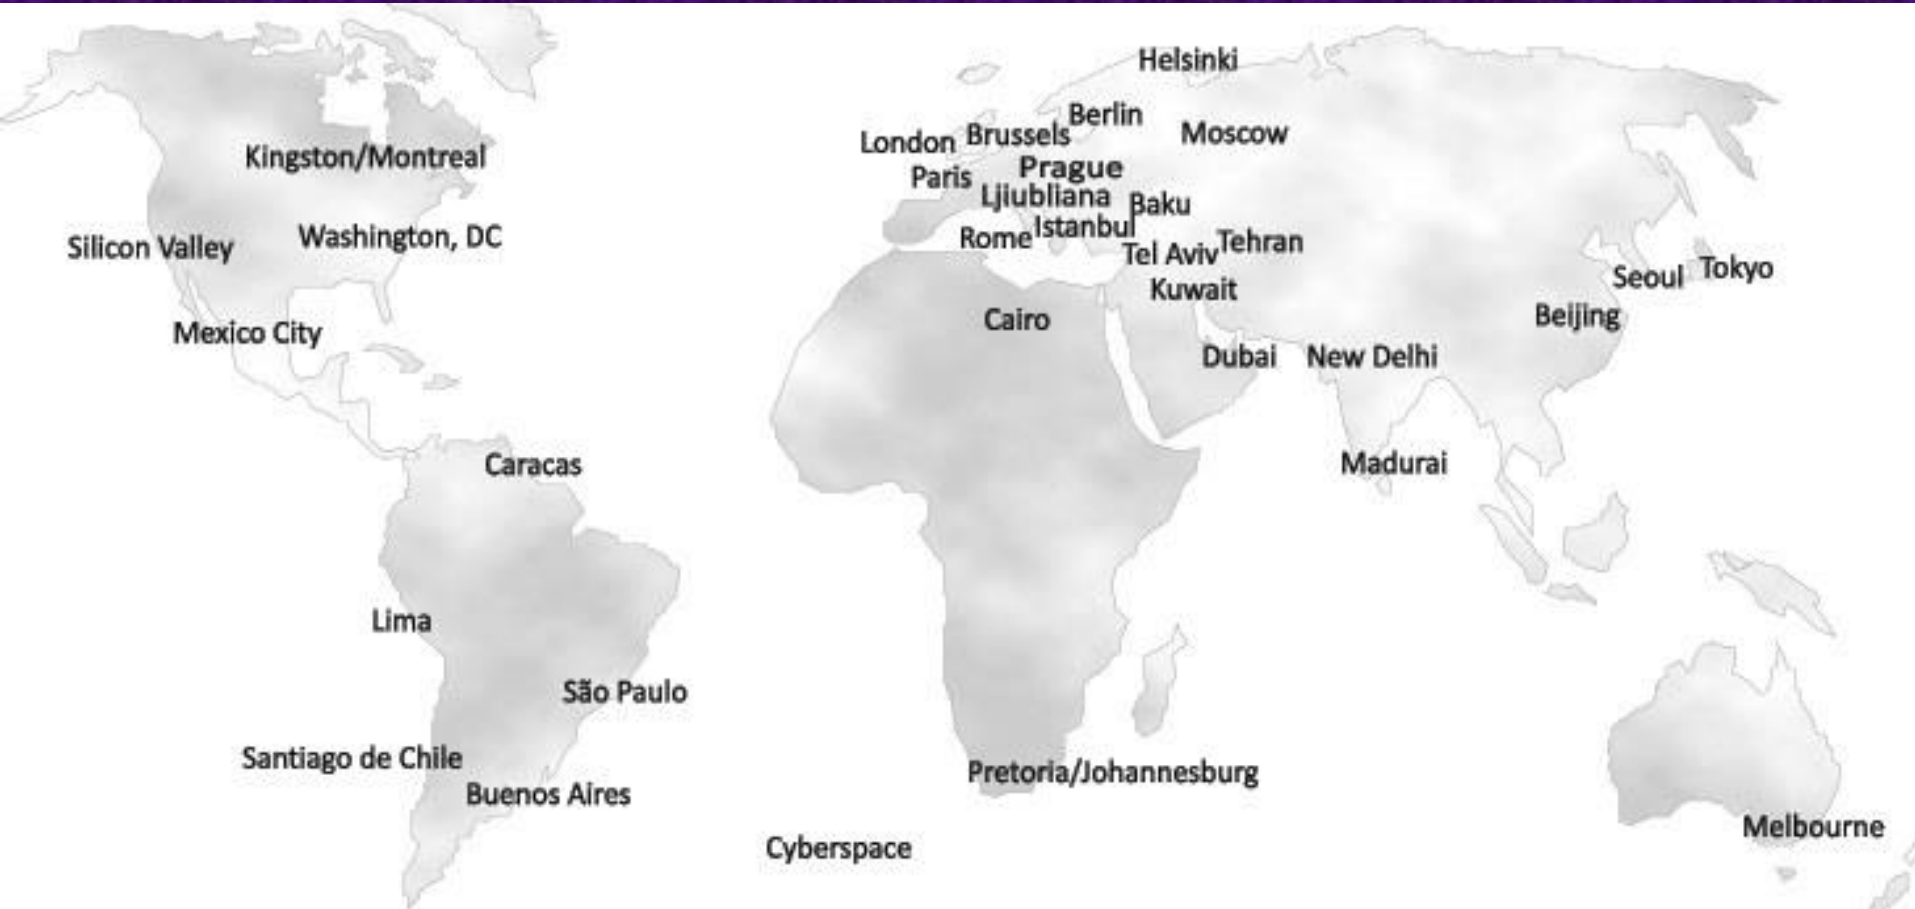 Helsinki
Berlin
London
Brussels
Moscow
Kingston/Montreal
Paris
Prague
Ljiubliana
Baku
Silicon Valley
Washington, DC
Rome
Istanbul
Tel Aviv
Tehran
Seoul
Tokyo
Kuwait
Mexico City
Cairo
Beijing
Dubai
New Delhi
Caracas
Madurai
Lima
São Paulo
Santiago de Chile
Pretoria/Johannesburg
Buenos Aires
Melbourne
Cyberspace